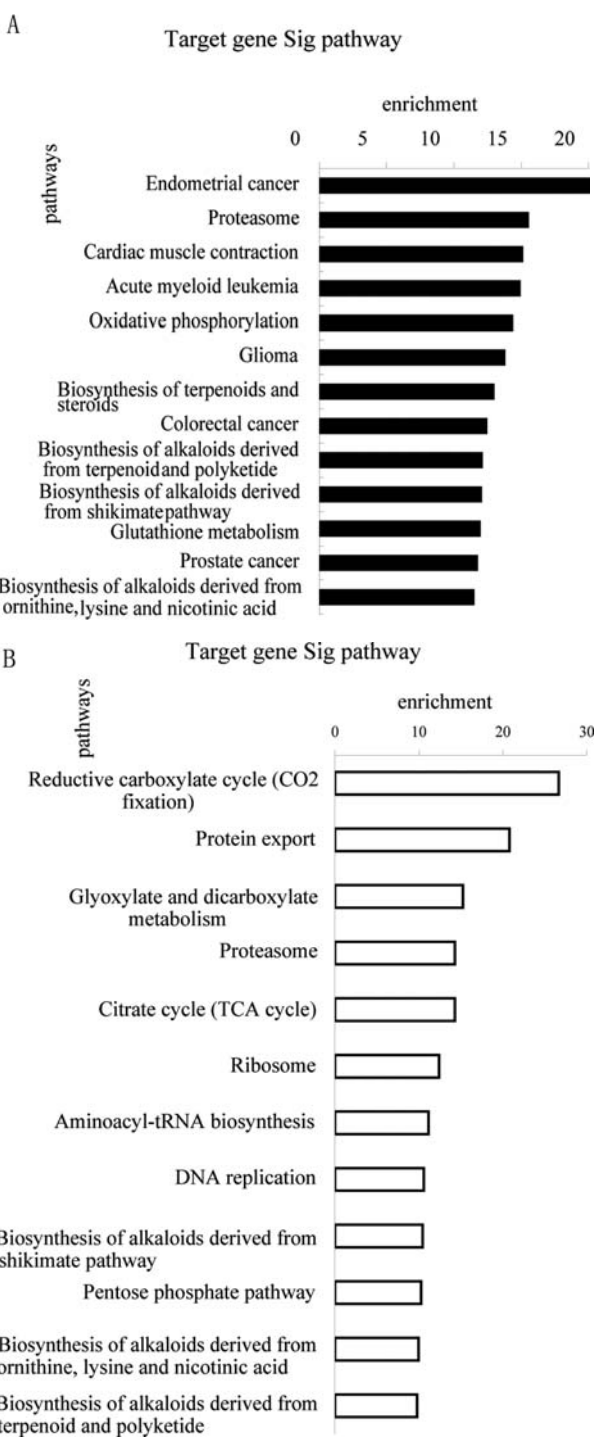 A
Target gene Sig pathway
enrichment
0 5 10 15 20
pathways
Endometrial cancer
Proteasome
Cardiac muscle contraction
Acute myeloid leukemia
Oxidative phosphorylation
Glioma
Biosynthesis of terpenoids and
steroids
Colorectal cancer
Biosynthesis of alkaloids derived
from terpenoid and polyketide
Biosynthesis of alkaloids derived
from shikimate pathway
Glutathione metabolism
Prostate cancer
Biosynthesis of alkaloids derived from
ornithine, lysine and nicotinic acid
B
Target gene Sig pathway
enrichment
pathways
0 10 20 30
Reductive carboxylate cycle (CO2
fixation)
Protein export
Glyoxylate and dicarboxylate
metabolism
Proteasome
Citrate cycle (TCA cycle)
Ribosome
Aminoacyl-tRNA biosynthesis
DNA replication
Biosynthesis of alkaloids derived from
shikimate pathway
Pentose phosphate pathway
Biosynthesis of alkaloids derived from
ornithine, lysine and nicotinic acid
Biosynthesis of alkaloids derived from
terpenoid and polyketide